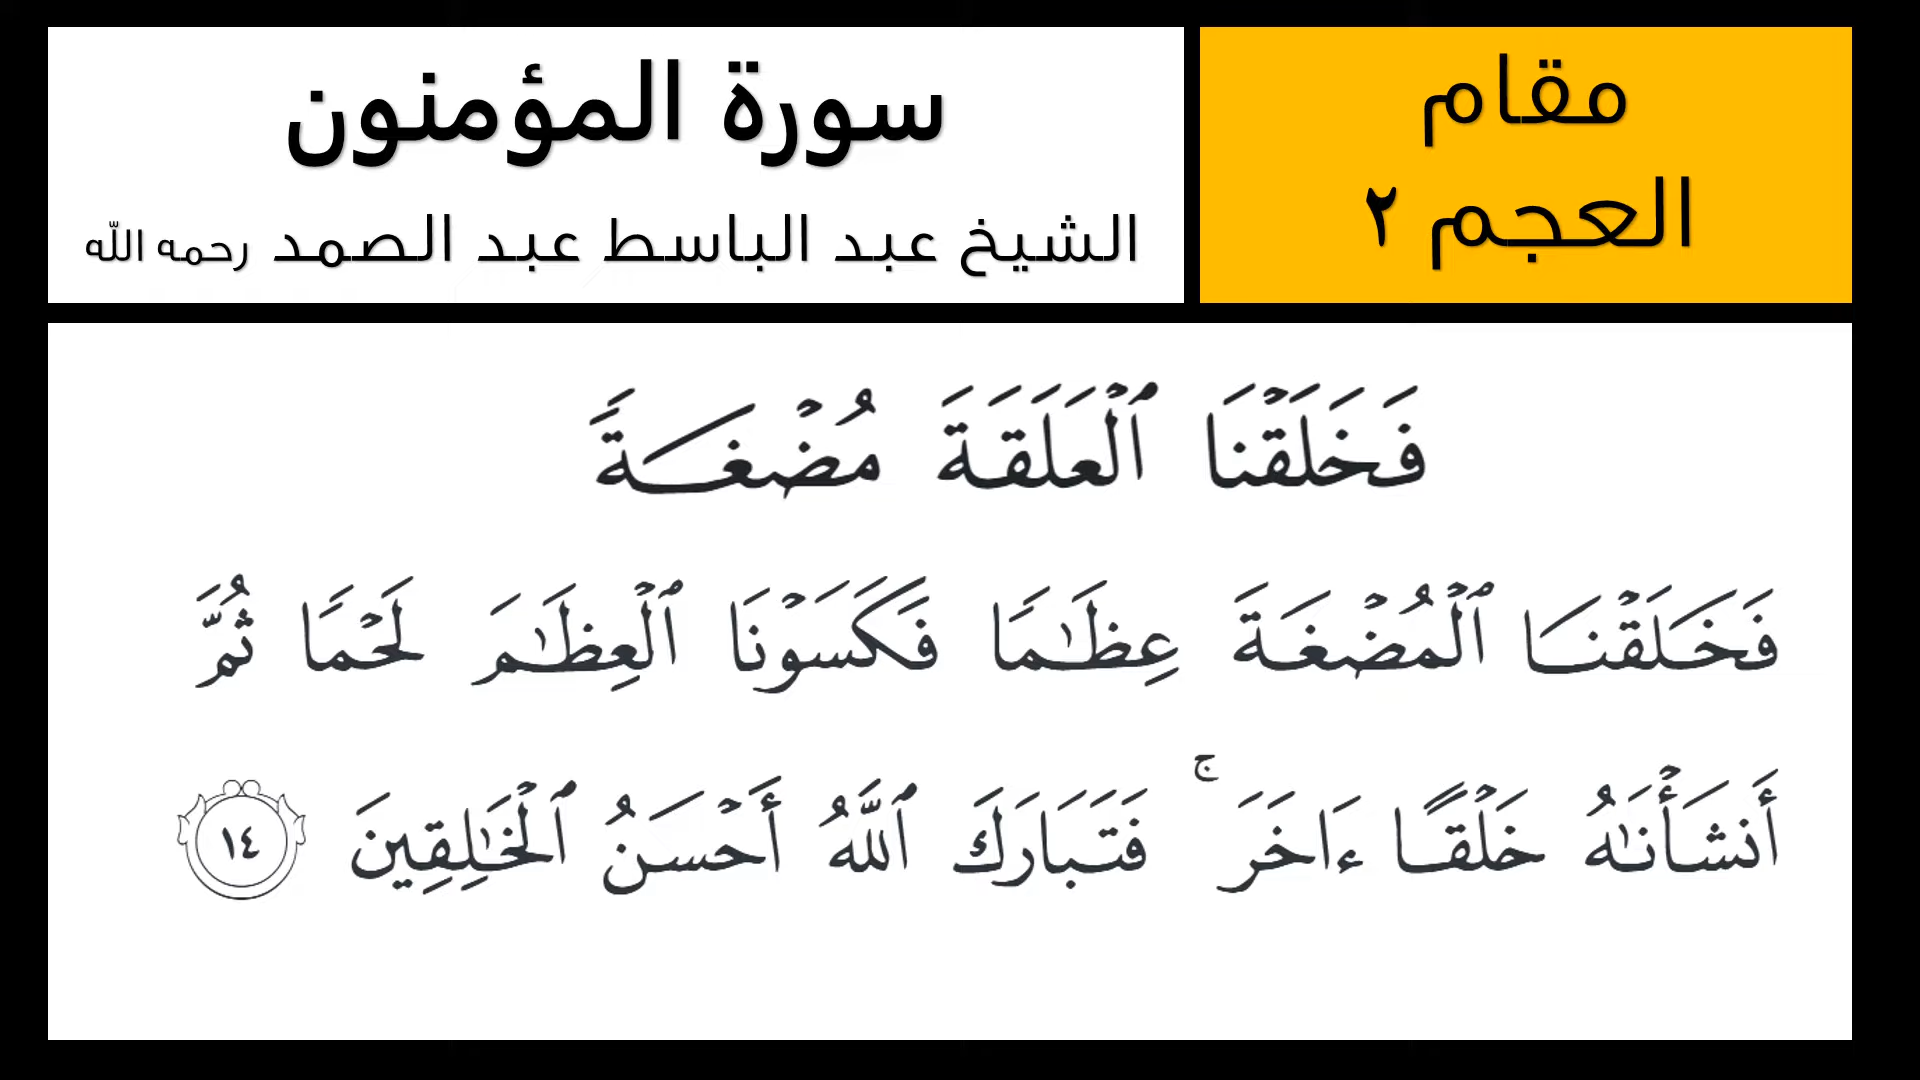 مقام
العجم ٢
سورة المؤمنون
الشيخ عبد الباسط عبد الصمد رحمه الله
فَخَلَقْنَا ٱلْعَلَقَةَ مُضْغَةً
فَخَلَقْنَا ٱلْمُضْغَةَ عِظَٰمًا فَكَسَوْنَا ٱلْعِظَٰمَ لَحْمًا ثُمَّ
أَنشَأْنَٰهُ خَلْقًا ءَاخَرَ ۚ فَتَبَارَكَ ٱللَّهُ أَحْسَنُ ٱلْخَٰلِقِينَ ١٤